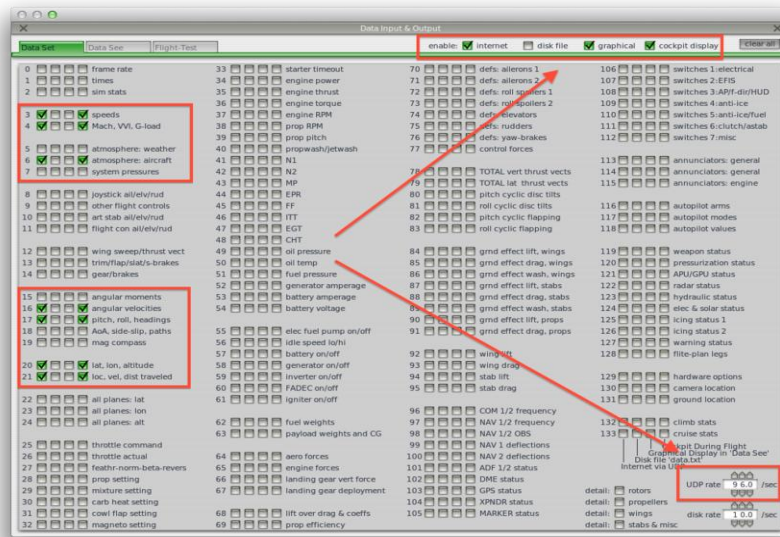 Data Input & Output
Data Set
Data See
Flight-Test
enable: internet disk file graphical cockpit display clear all
0 frame rate
1 times
2 sim stats
3 speeds
4 Mach, VVI, G-load
5 atmosphere: weather
6 atmosphere: aircraft
7 system pressures
8 joystick ail/elv/rud
9 other flight controls
10 art stab ail/elv/rud
11 flight con ail/elv/rud
12 wing sweep/thrust vect
13 trim/flap/slat/s-brakes
14 gear/brakes
15 angular moments
16 angular velocities
17 pitch, roll, headings
18 AoA, side-slip, paths
19 mag compass
20 lat, lon, altitude
21 loc, vel, dist traveled
22 all planes: lat
23 all planes: lon
24 all planes: alt
25 throttle command
26 throttle actual
27 feathr-norm-beta-revers
28 prop setting
29 mixture setting
30 carb heat setting
31 cowl flap setting
32 magneto setting
33 starter timeout
34 engine power
35 engine thrust
36 engine torque
37 engine RPM
38 prop RPM
39 prop pitch
40 propwash/jetwash
41 N1
42 N2
43 MP
44 EPR
45 FF
46 ITT
47 EGT
48 CHT
49 oil pressure
50 oil temp
51 fuel pressure
52 generator amperage
53 battery amperage
54 battery voltage
55 elec fuel pump on/off
56 idle speed lo/hi
57 battery on/off
58 generator on/off
59 inverter on/off
60 FADEC on/off
61 igniter on/off
62 fuel weights
63 payload weights and CG
64 aero forces
65 engine forces
66 landing gear vert force
67 landing gear deployment
68 lift over drag & coeffs
69 prop efficiency
70 defs: ailerons 1
71 defs: ailerons 2
72 defs: roll spoilers 1
73 defs: roll spoilers 2
74 defs: elevators
75 defs: rudders
76 defs: yaw-brakes
77 control forces
78 TOTAL vert thrust vects
79 TOTAL lat thrust vects
80 pitch cyclic disc tilts
81 roll cyclic disc tilts
82 pitch cyclic flapping
83 roll cyclic flapping
84 grnd effect lift, wings
85 grnd effect drag, wings
86 grnd effect wash, wings
87 grnd effect lift, stabs
88 grnd effect drag, stabs
89 grnd effect wash, stabs
90 grnd effect lift, props
91 grnd effect drag, props
92 wing lift
93 wing drag
94 stab lift
95 stab drag
96 COM 1/2 frequency
97 NAV 1/2 frequency
98 NAV 1/2 OBS
99 NAV 1 deflections
100 NAV 2 deflections
101 ADF 1/2 status
102 DME status
103 GPS status
104 XPNDR status
105 MARKER status
106 switches 1:electrical
107 switches 2:EFIS
108 switches 3:AP/f-dir/HUD
109 switches 4:anti-ice
110 switches 5:anti-ice/fuel
111 switches 6:clutch/astab
112 switches 7:misc
113 annunciators: general
114 annunciators: general
115 annunciators: engine
116 autopilot arms
117 autopilot modes
118 autopilot values
119 weapon status
120 pressurization status
121 APU/GPU status
122 radar status
123 hydraulic status
124 elec & solar status
125 icing status 1
126 icing status 2
127 warning status
128 flite-plan legs
129 hardware options
130 camera location
131 ground location
132 climb stats
133 cruise stats
Cockpit During Flight
Graphical Display in 'Data See'
Disk file 'data.txt'
Internet via UDP
detail: rotors
detail: propellers
detail: wings
detail: stabs & misc
UDP rate 9 6.0 /sec
disk rate 1 0.0 /sec